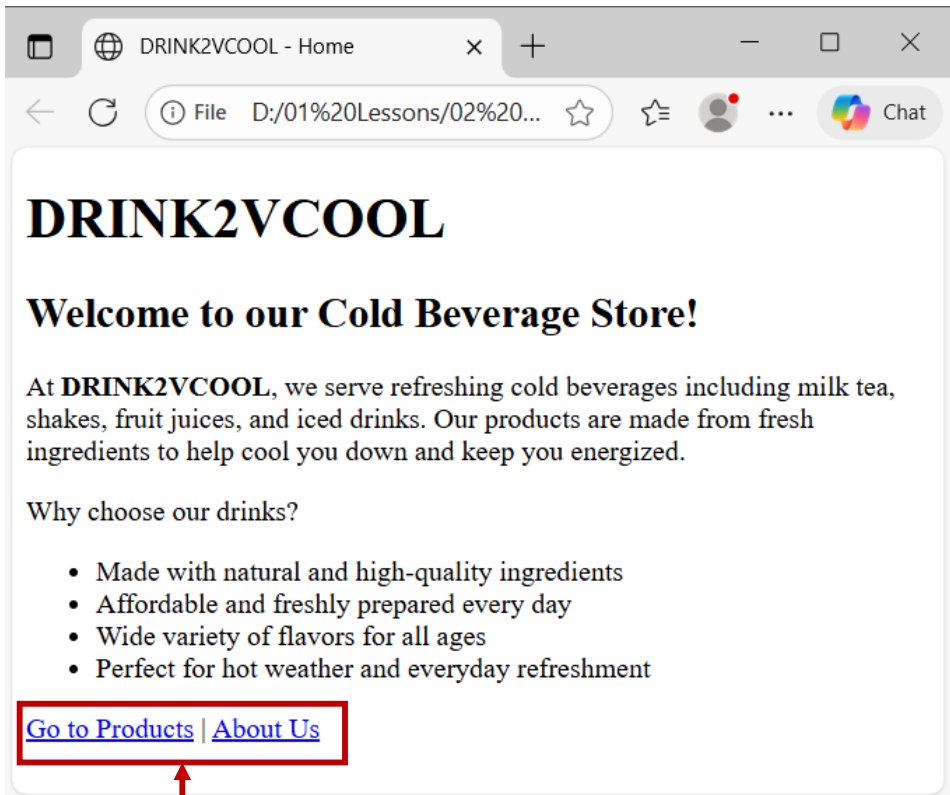 DRINK2VCOOL - Home
File D:/01%20Lessons/02%20...
Chat
DRINK2VCOOL
Welcome to our Cold Beverage Store!
At DRINK2VCOOL, we serve refreshing cold beverages including milk tea,
shakes, fruit juices, and iced drinks. Our products are made from fresh
ingredients to help cool you down and keep you energized.
Why choose our drinks?
• Made with natural and high-quality ingredients
• Affordable and freshly prepared every day
• Wide variety of flavors for all ages
• Perfect for hot weather and everyday refreshment
Go to Products | About Us